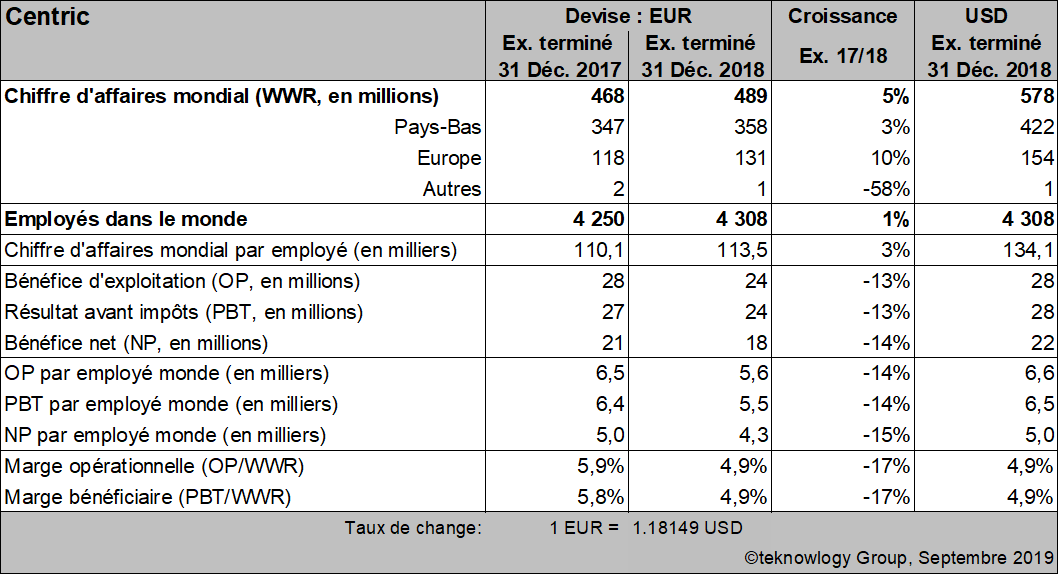 Centric Devise : EUR Croissance USD
Ex. terminé Ex. terminé Ex. 17/18 Ex. terminé
31 Déc. 2017 31 Déc. 2018 31 Déc. 2018
Chiffre d'affaires mondial (WWR, en millions) 468 489 5% 578
Pays-Bas 347 358 3% 422
Europe 118 131 10% 154
Autres 2 1 -58% 1
Employés dans le monde 4 250 4 308 1% 4 308
Chiffre d'affaires mondial par employé (en milliers) 110,1 113,5 3% 134,1
Bénéfice d'exploitation (OP, en millions) 28 24 -13% 28
Résultat avant impôts (PBT, en millions) 27 24 -13% 28
Bénéfice net (NP, en millions) 21 18 -14% 22
OP par employé monde (en milliers) 6,5 5,6 -14% 6,6
PBT par employé monde (en milliers) 6,4 5,5 -14% 6,5
NP par employé monde (en milliers) 5,0 4,3 -15% 5,0
Marge opérationnelle (OP/WWR) 5,9% 4,9% -17% 4,9%
Marge bénéficiaire (PBT/WWR) 5,8% 4,9% -17% 4,9%
Taux de change: 1 EUR = 1.18149 USD
©teknowlogy Group, Septembre 2019